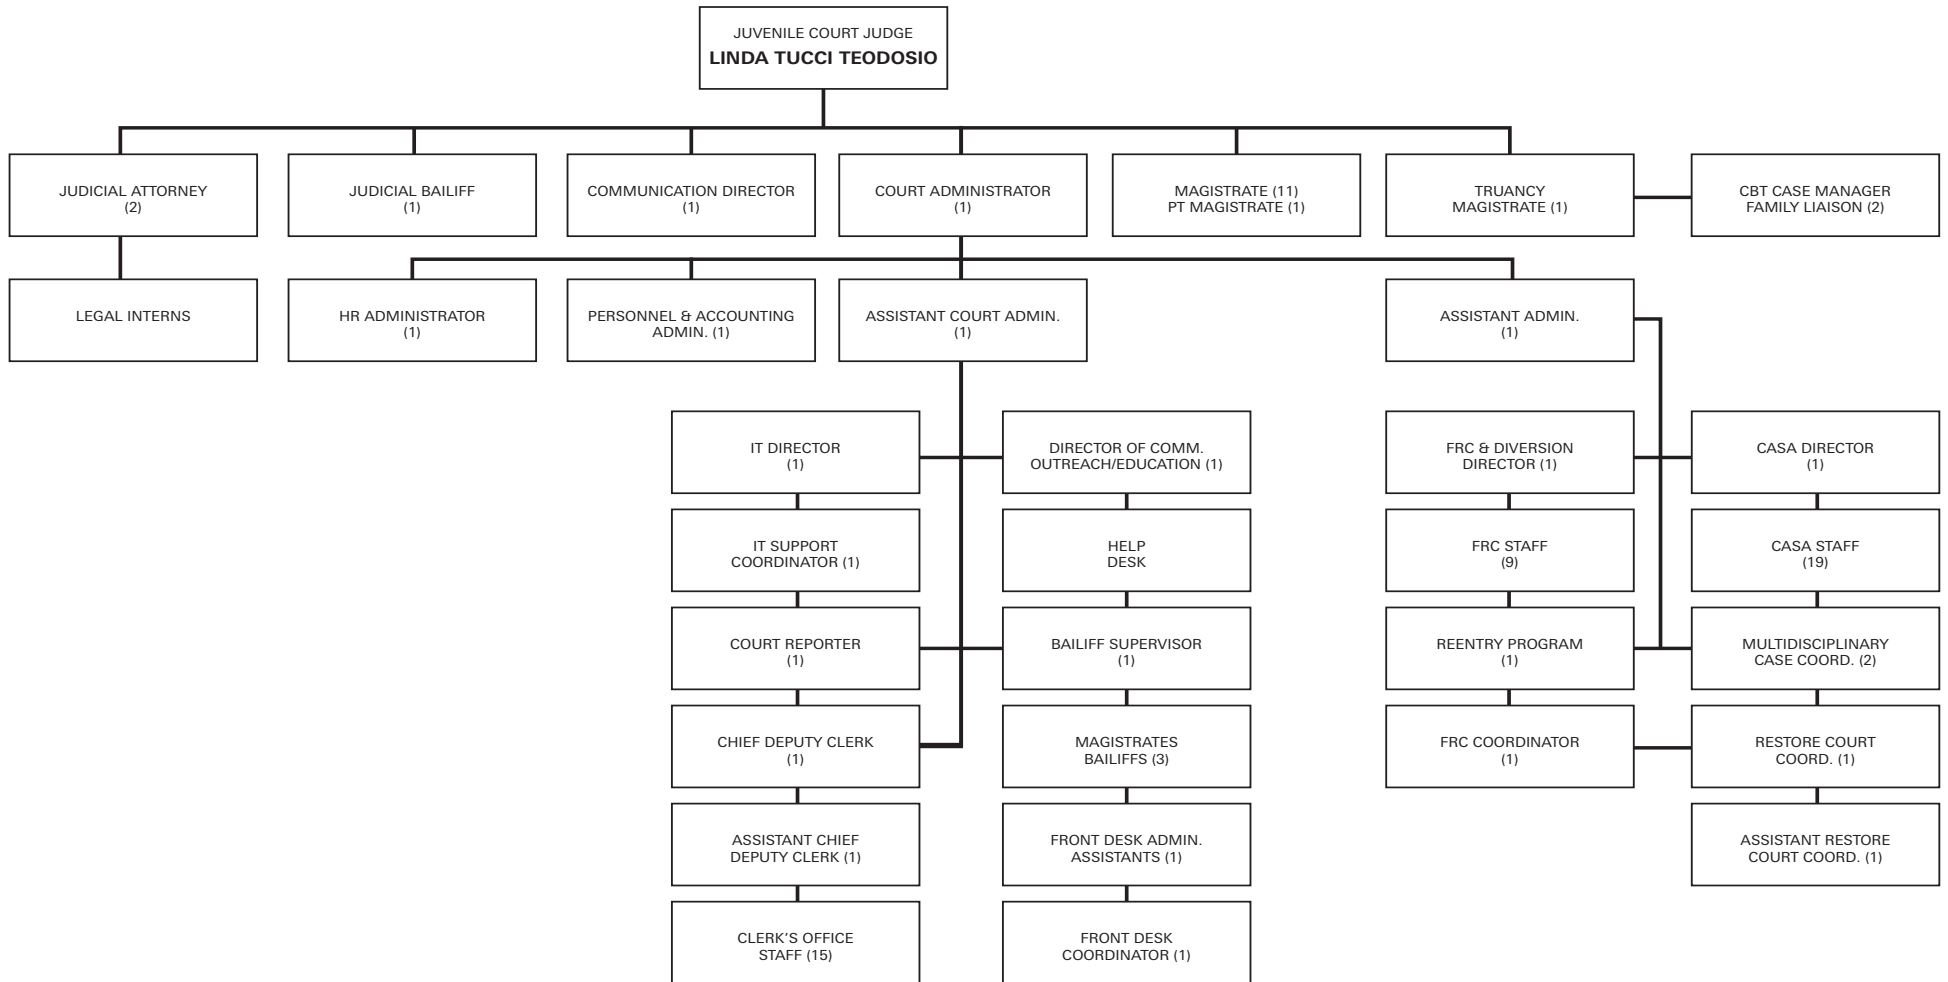 JUVENILE COURT JUDGE
LINDA TUCCI TEODOSIO
JUDICIAL ATTORNEY
(2)
JUDICIAL BAILIFF
(1)
COMMUNICATION DIRECTOR
(1)
COURT ADMINISTRATOR
(1)
MAGISTRATE (11)
PT MAGISTRATE (1)
TRUANCY
MAGISTRATE (1)
CBT CASE MANAGER
FAMILY LIAISON (2)
LEGAL INTERNS
HR ADMINISTRATOR
(1)
PERSONNEL & ACCOUNTING
ADMIN. (1)
ASSISTANT COURT ADMIN.
(1)
ASSISTANT ADMIN.
(1)
IT DIRECTOR
(1)
DIRECTOR OF COMM.
OUTREACH/EDUCATION (1)
FRC & DIVERSION
DIRECTOR (1)
CASA DIRECTOR
(1)
IT SUPPORT
COORDINATOR (1)
HELP
DESK
FRC STAFF
(9)
CASA STAFF
(19)
COURT REPORTER
(1)
BAILIFF SUPERVISOR
(1)
REENTRY PROGRAM
(1)
MULTIDISCIPLINARY
CASE COORD. (2)
CHIEF DEPUTY CLERK
(1)
MAGISTRATES
BAILIFFS (3)
FRC COORDINATOR
(1)
RESTORE COURT
COORD. (1)
ASSISTANT CHIEF
DEPUTY CLERK (1)
FRONT DESK ADMIN.
ASSISTANTS (1)
ASSISTANT RESTORE
COURT COORD. (1)
CLERK'S OFFICE
STAFF (15)
FRONT DESK
COORDINATOR (1)